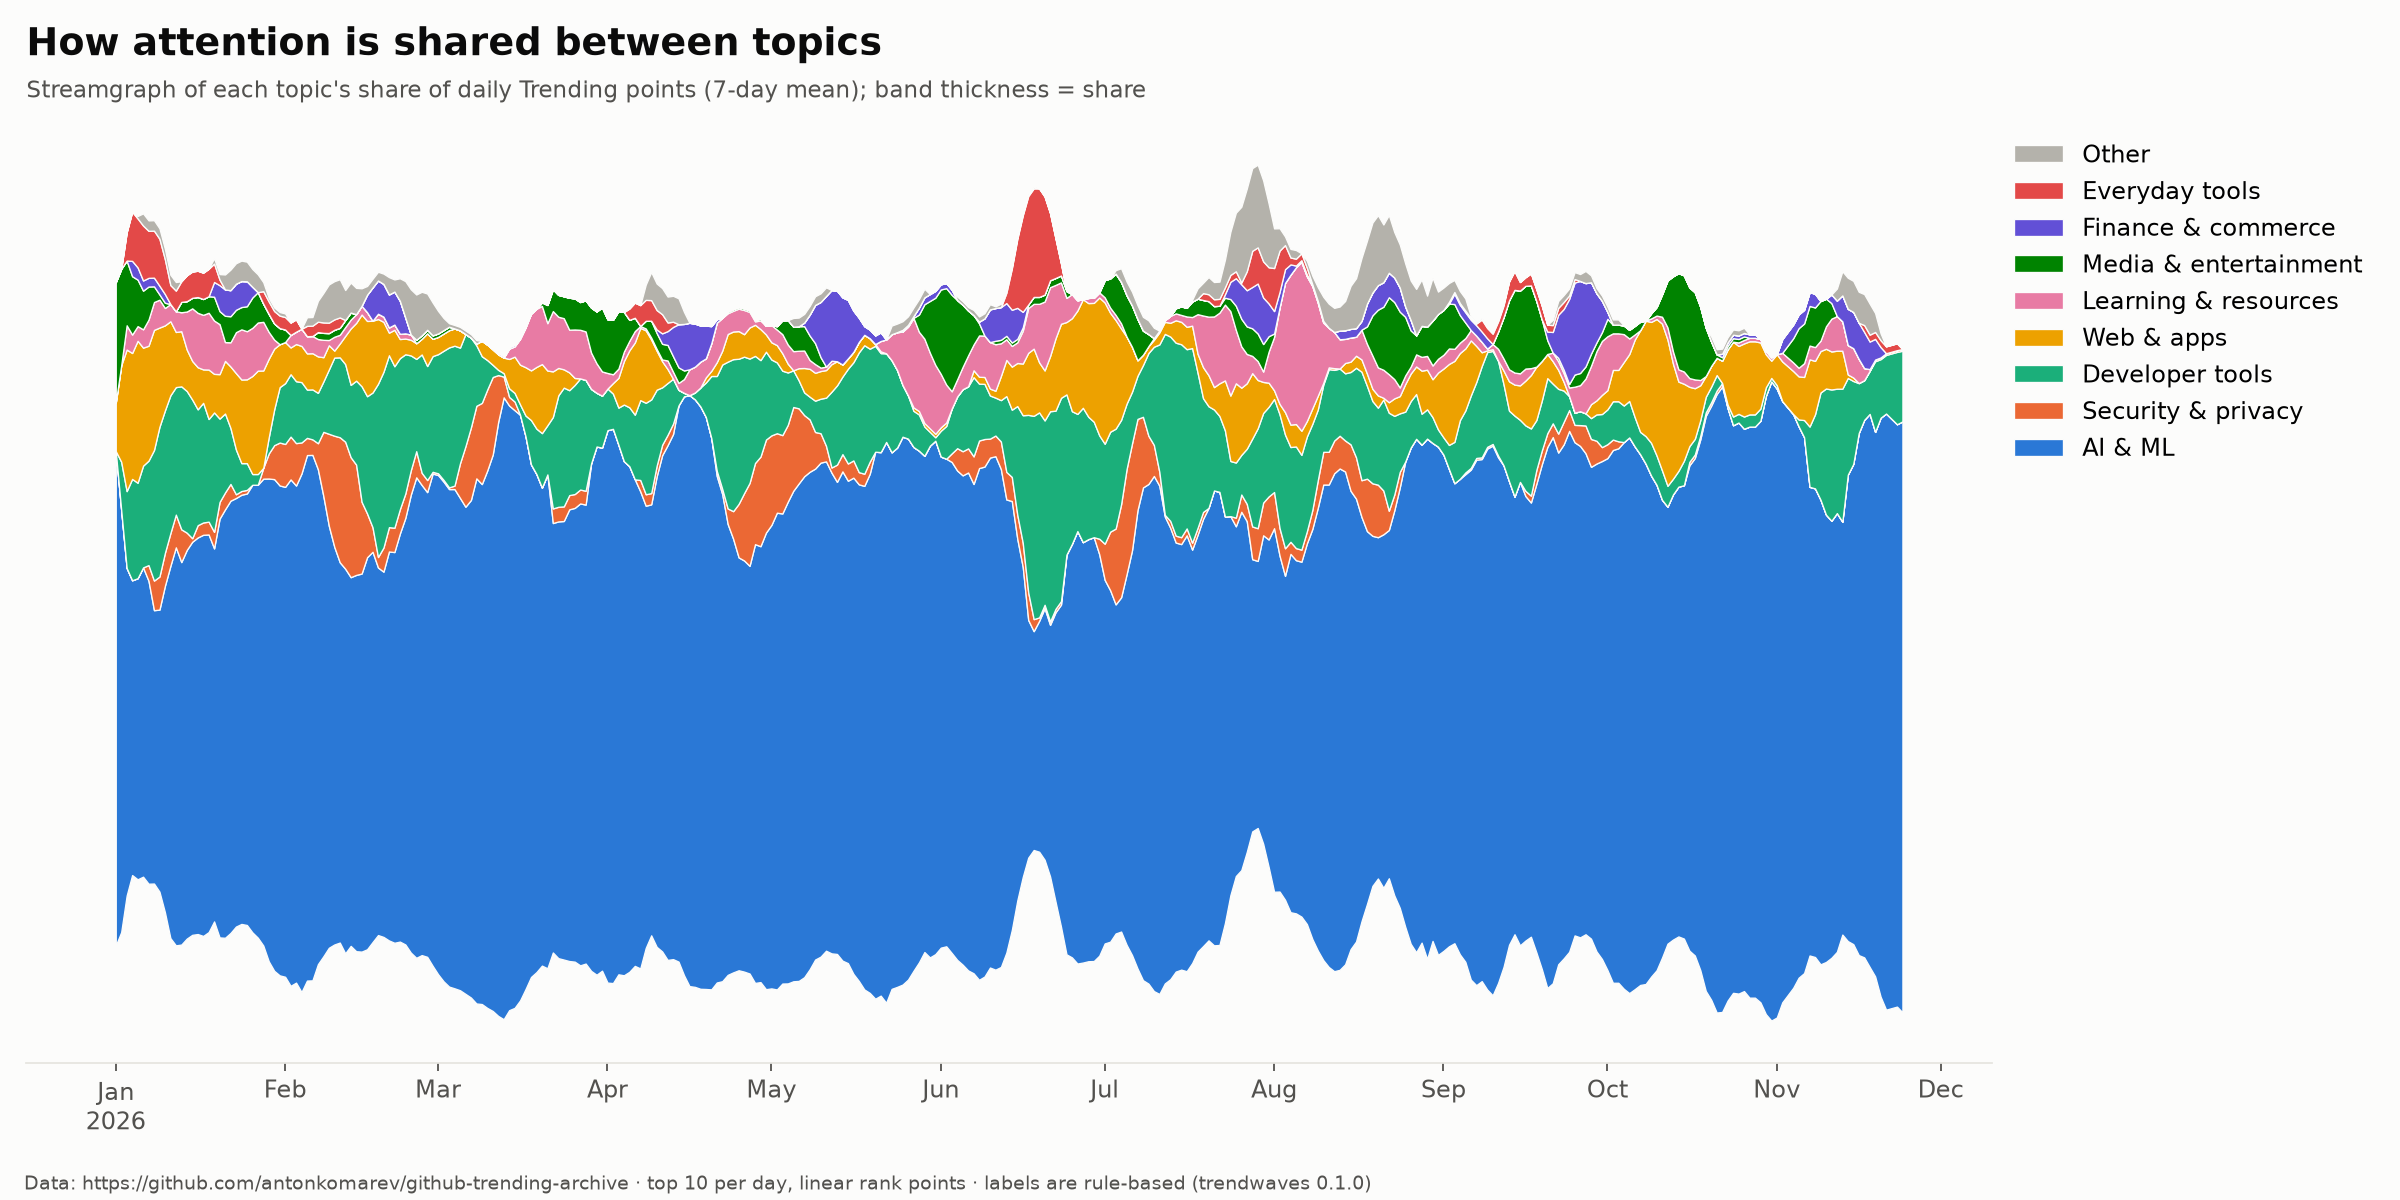 How attention is shared between topics
Streamgraph of each topic's share of daily Trending points (7-day mean); band thickness = share
Other
Everyday tools
Finance & commerce
Media & entertainment
Learning & resources
Web & apps
Developer tools
Security & privacy
AI & ML
Jan Feb Mar Apr May Jun Jul Aug Sep Oct Nov Dec
2026
Data: https://github.com/antonkomarev/github-trending-archive · top 10 per day, linear rank points · labels are rule-based (trendwaves 0.1.0)